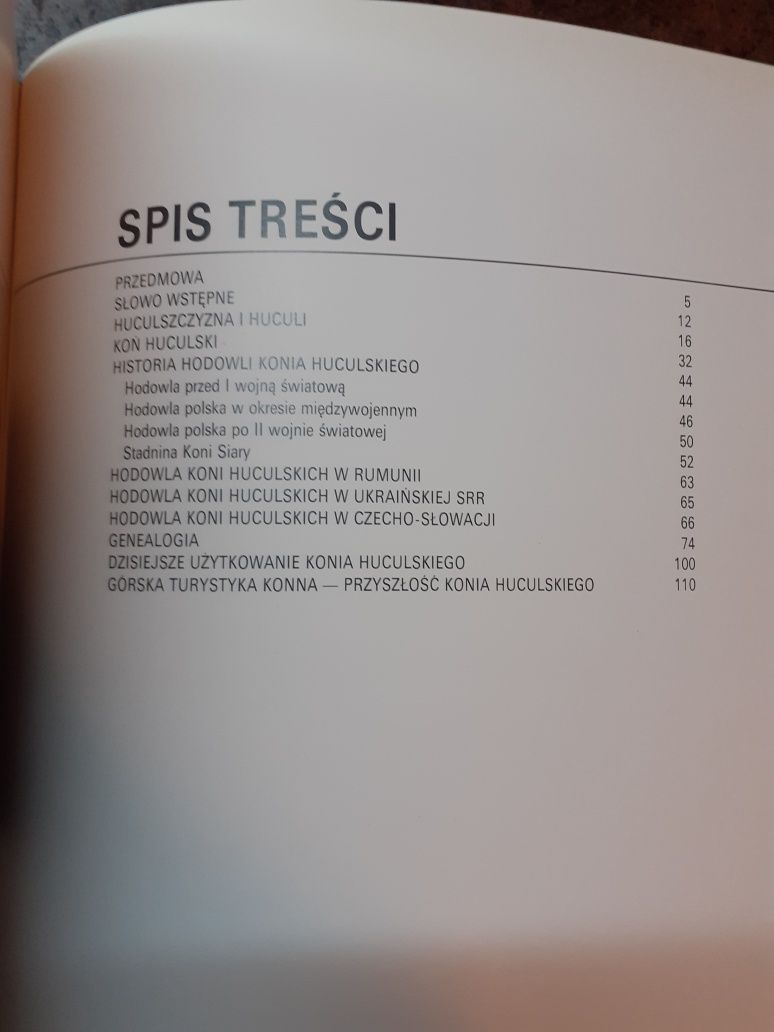 SPIS TREŚCI
PRZEDMOWA 5
SŁOWO WSTĘPNE 12
HUCULSZCZYZNA I HUCULI 16
KOŃ HUCULSKI 32
HISTORIA HODOWLI KONIA HUCULSKIEGO 44
Hodowla przed I wojną światową 44
Hodowla polska w okresie międzywojennym 46
Hodowla polska po II wojnie światowej 50
Stadnina Koni Siary 52
HODOWLA KONI HUCULSKICH W RUMUNII 63
HODOWLA KONI HUCULSKICH W UKRAIŃSKIEJ SRR 65
HODOWLA KONI HUCULSKICH W CZECHO-SŁOWACJI 66
GENEALOGIA 74
DZISIEJSZE UŻYTKOWANIE KONIA HUCULSKIEGO 100
GÓRSKA TURYSTYKA KONNA — PRZYSZŁOŚĆ KONIA HUCULSKIEGO 110